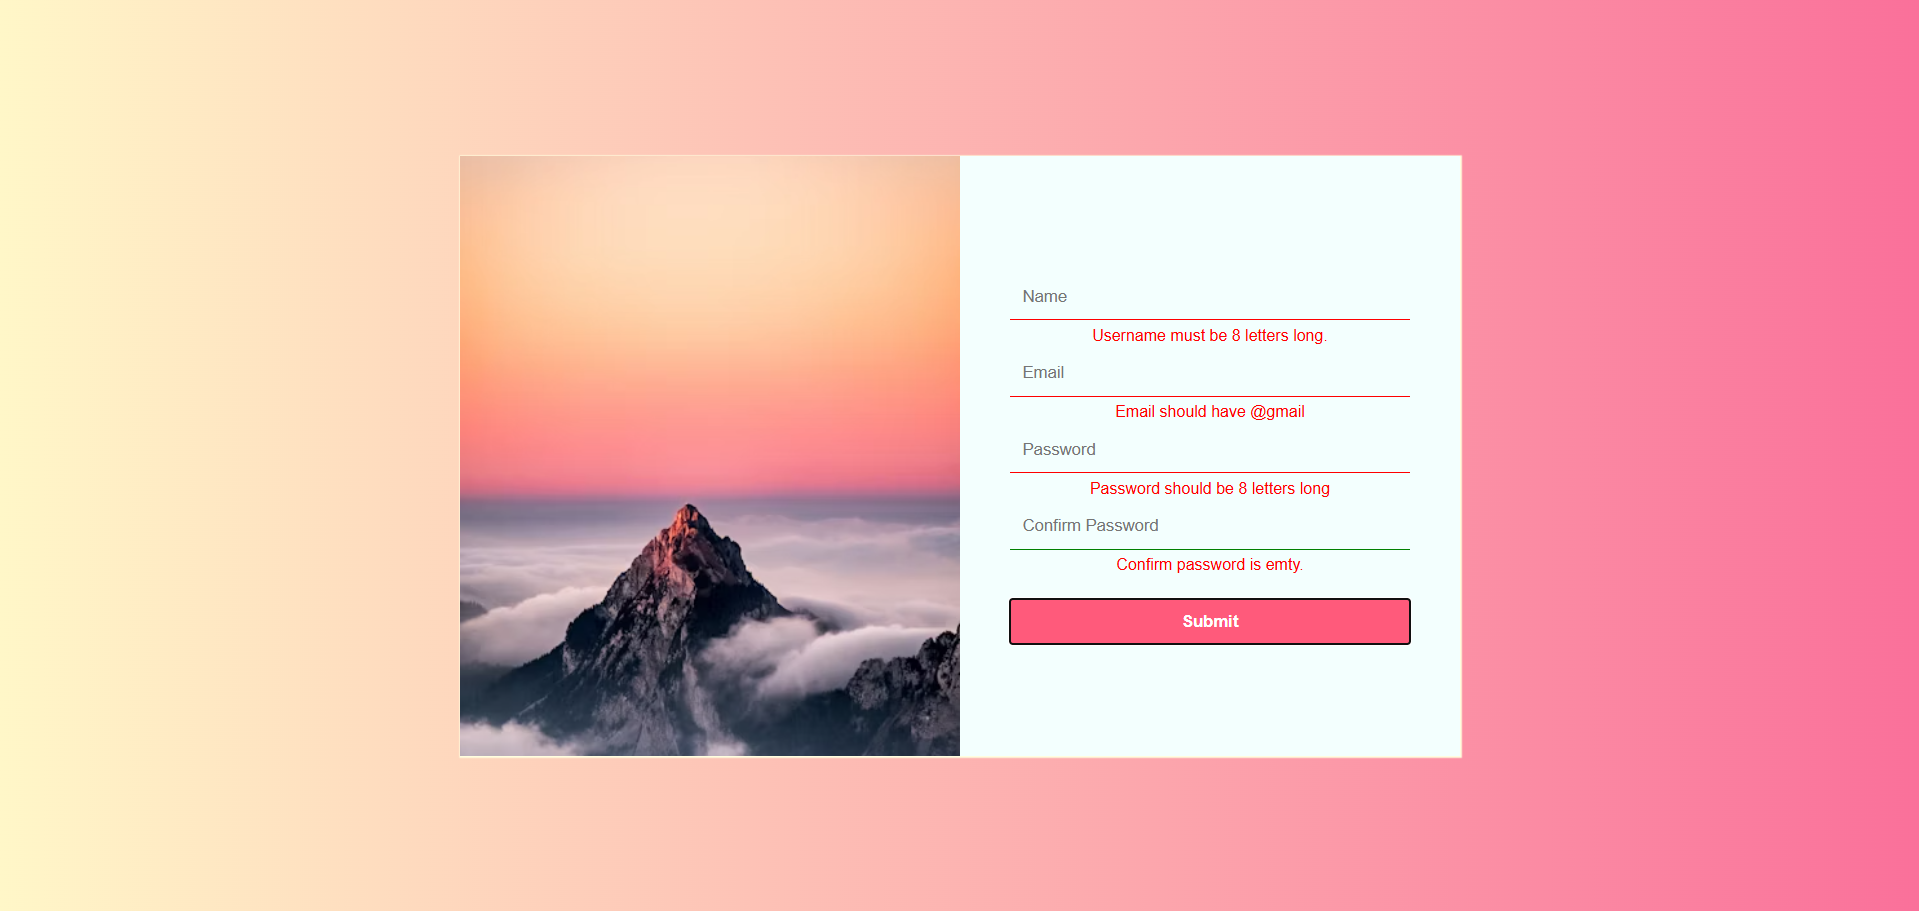 Name
Username must be 8 letters long.
Email
Email should have @gmail
Password
Password should be 8 letters long
Confirm Password
Confirm password is emty.
Submit